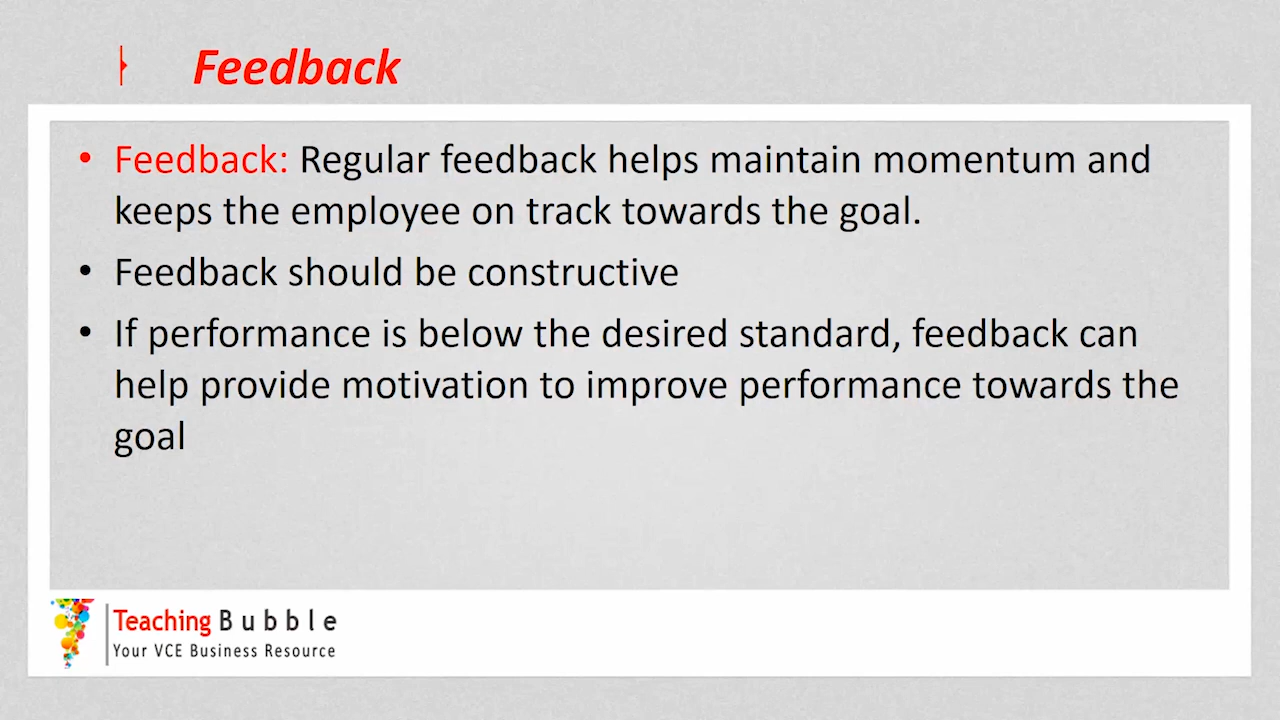 Feedback
• Feedback: Regular feedback helps maintain momentum and
keeps the employee on track towards the goal.
• Feedback should be constructive
• If performance is below the desired standard, feedback can
help provide motivation to improve performance towards the
goal
Teaching Bubble
Your VCE Business Resource